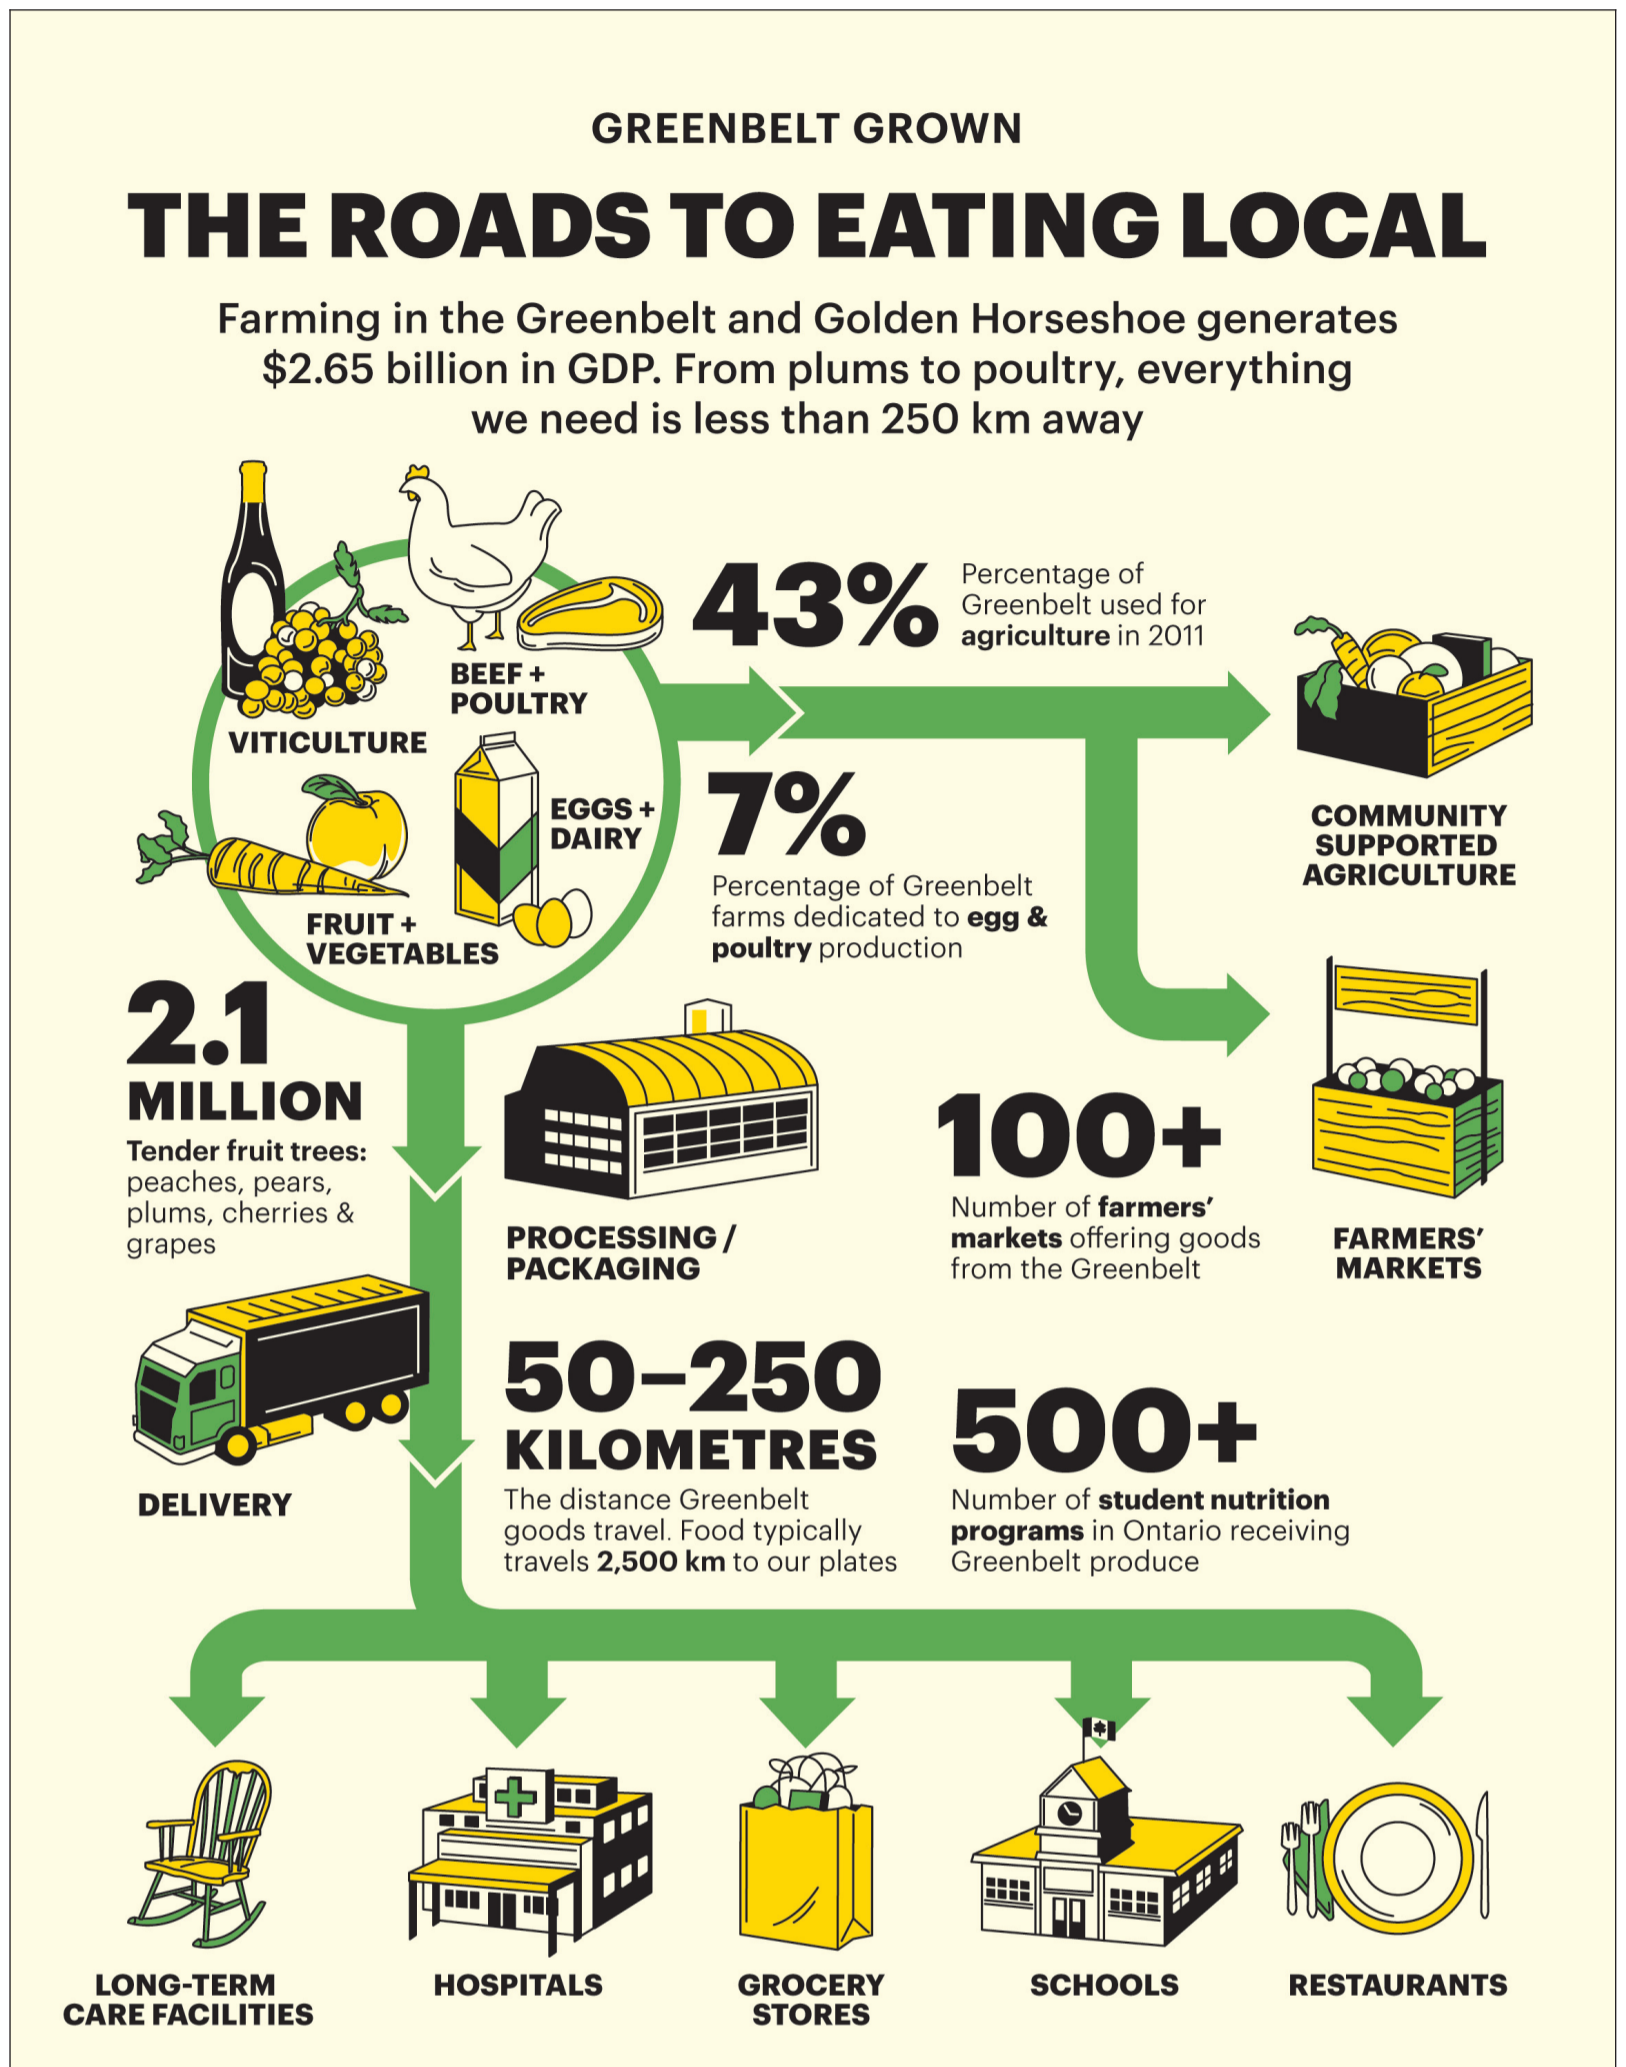 GREENBELT GROWN
THE ROADS TO EATING LOCAL
Farming in the Greenbelt and Golden Horseshoe generates
$2.65 billion in GDP. From plums to poultry, everything
we need is less than 250 km away
BEEF +
POULTRY
VITICULTURE
EGGS +
DAIRY
FRUIT +
VEGETABLES
43%
Percentage of
Greenbelt used for
agriculture in 2011
7%
Percentage of Greenbelt
farms dedicated to egg &
poultry production
COMMUNITY
SUPPORTED
AGRICULTURE
2.1
MILLION
Tender fruit trees:
peaches, pears,
plums, cherries &
grapes
PROCESSING /
PACKAGING
100+
Number of farmers'
markets offering goods
from the Greenbelt
FARMERS'
MARKETS
DELIVERY
50–250
KILOMETRES
The distance Greenbelt
goods travel. Food typically
travels 2,500 km to our plates
500+
Number of student nutrition
programs in Ontario receiving
Greenbelt produce
LONG-TERM
CARE FACILITIES
HOSPITALS
GROCERY
STORES
SCHOOLS
RESTAURANTS